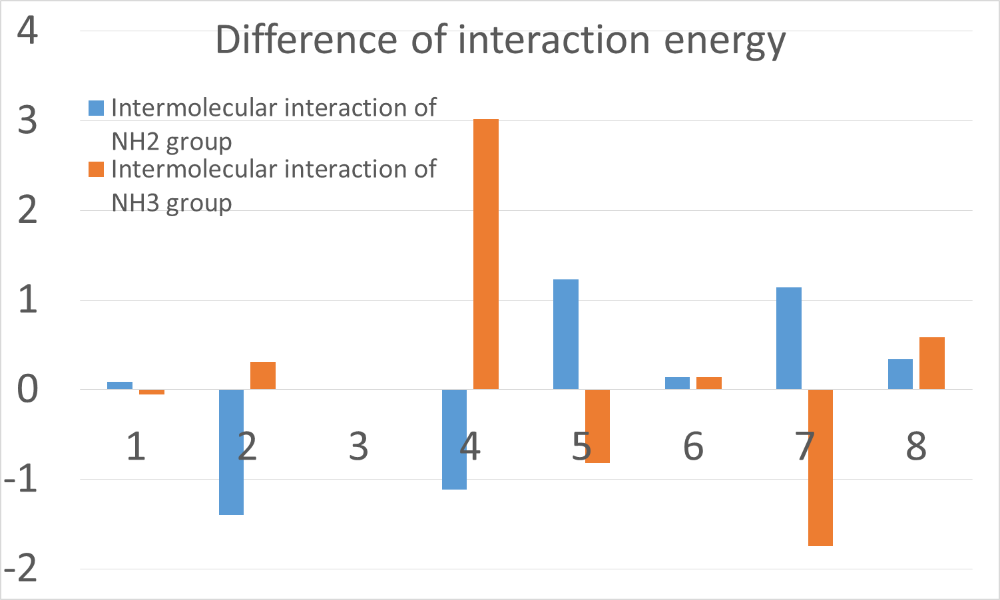 Difference of interaction energy
4
3
2
1
0
-1
-2
Intermolecular interaction of
NH2 group
Intermolecular interaction of
NH3 group
1 2 3 4 5 6 7 8